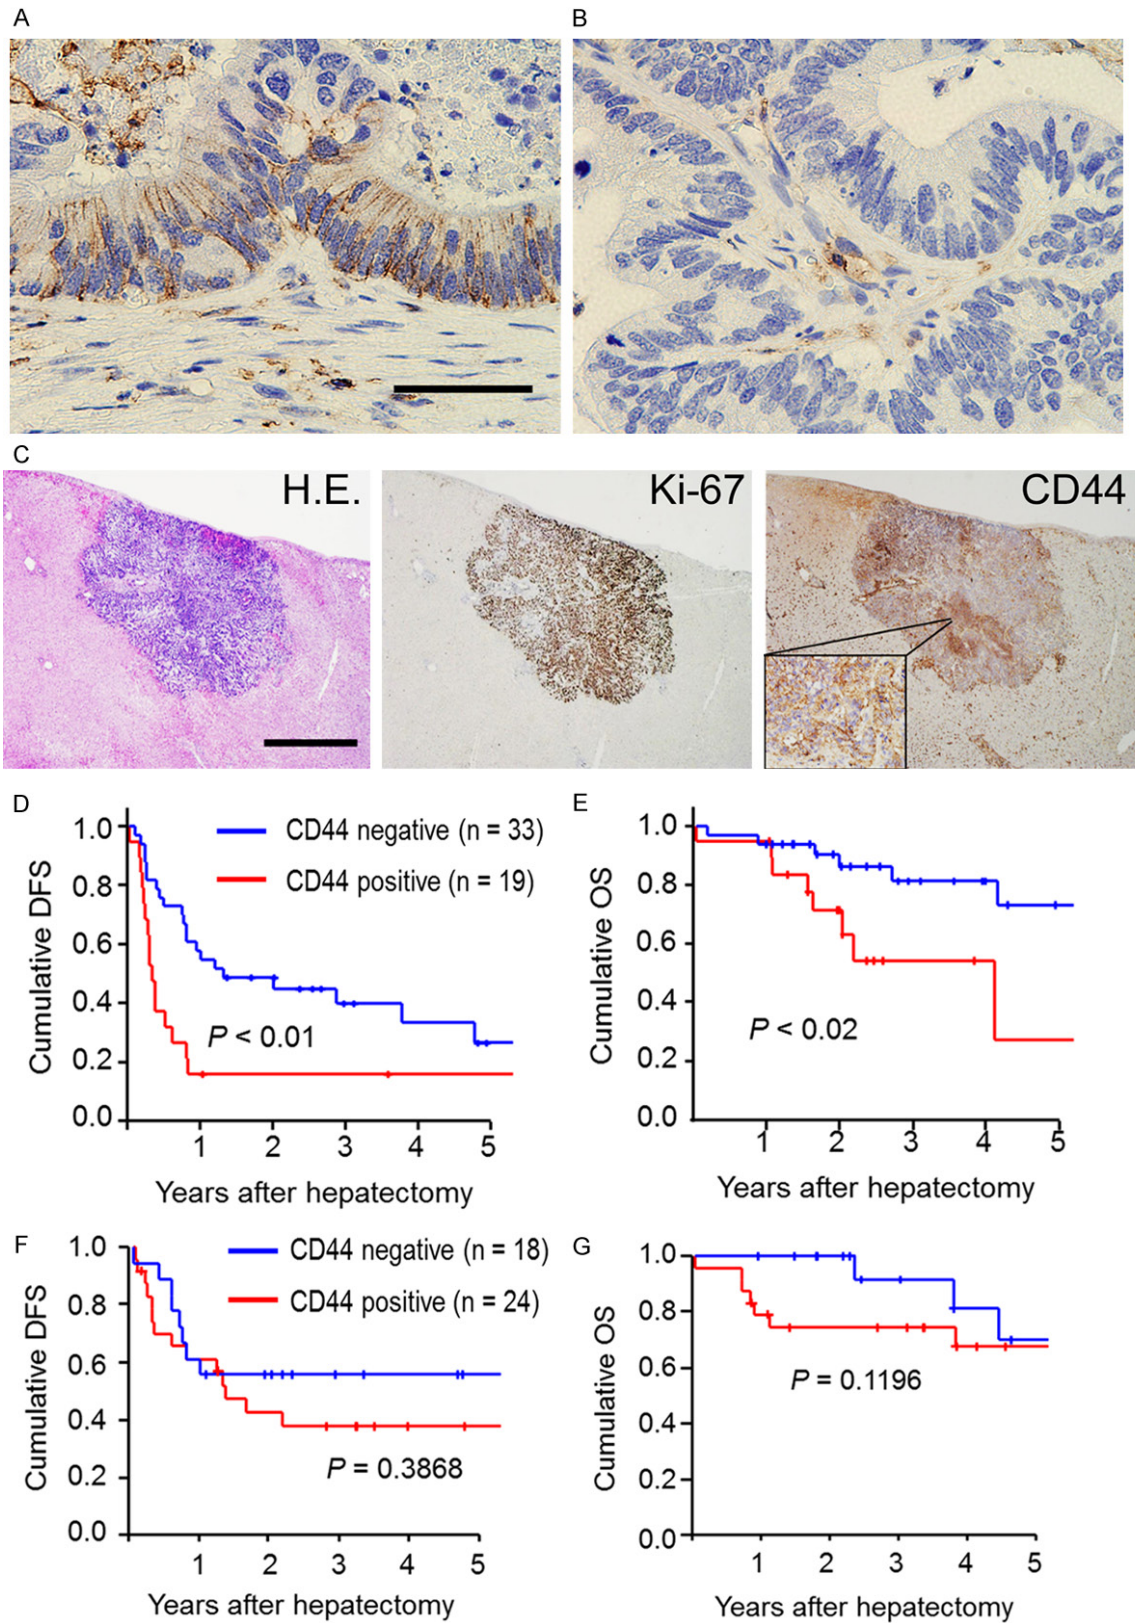 A
B
C
H.E.
Ki-67
CD44
D
1.0
0.8
0.6
0.4
0.2
0.0
Cumulative DFS
CD44 negative (n = 33)
CD44 positive (n = 19)
P < 0.01
1 2 3 4 5
Years after hepatectomy
E
1.0
0.8
0.6
0.4
0.2
0.0
Cumulative OS
P < 0.02
1 2 3 4 5
Years after hepatectomy
F
1.0
0.8
0.6
0.4
0.2
0.0
Cumulative DFS
CD44 negative (n = 18)
CD44 positive (n = 24)
P = 0.3868
1 2 3 4 5
Years after hepatectomy
G
1.0
0.8
0.6
0.4
0.2
0.0
Cumulative OS
P = 0.1196
1 2 3 4 5
Years after hepatectomy